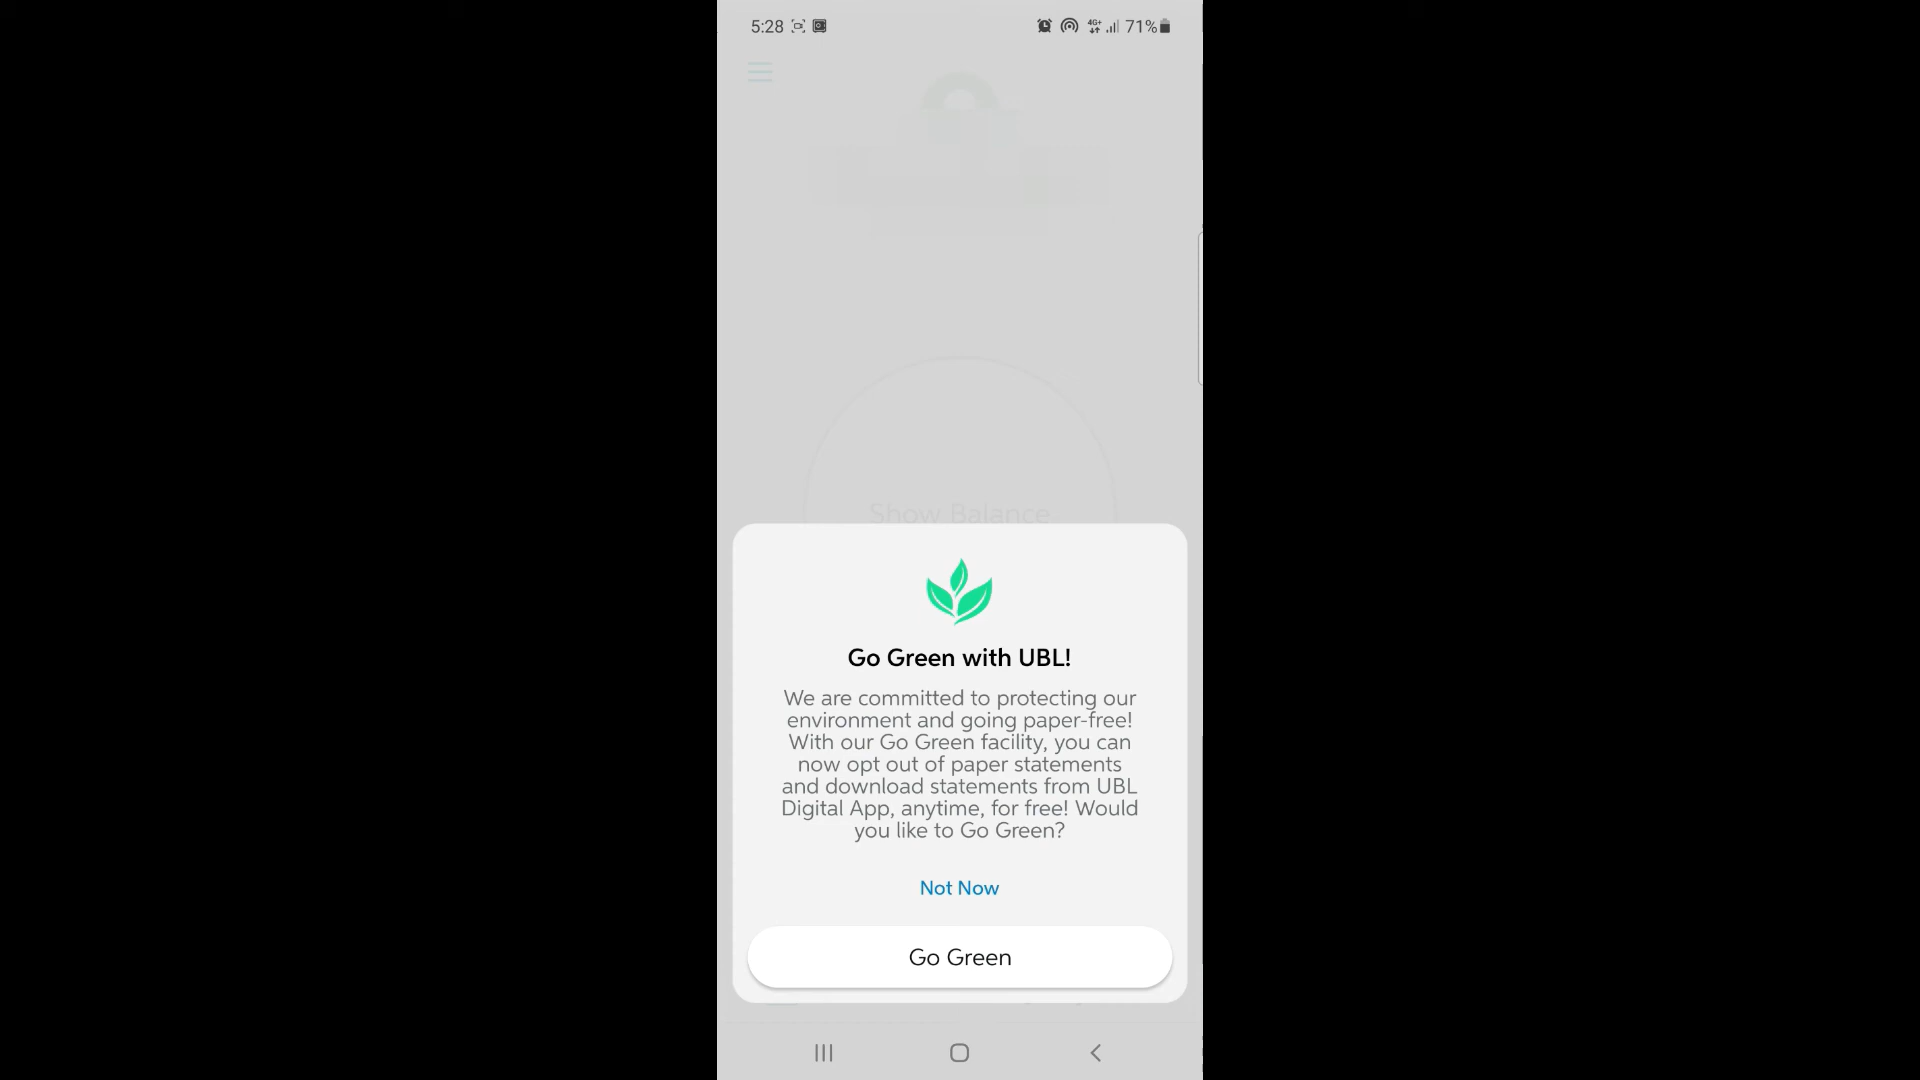 5:28 4G+ 71%
Show Balance
Go Green with UBL!
We are committed to protecting our
environment and going paper-free!
With our Go Green facility, you can
now opt out of paper statements
and download statements from UBL
Digital App, anytime, for free! Would
you like to Go Green?
Not Now
Go Green